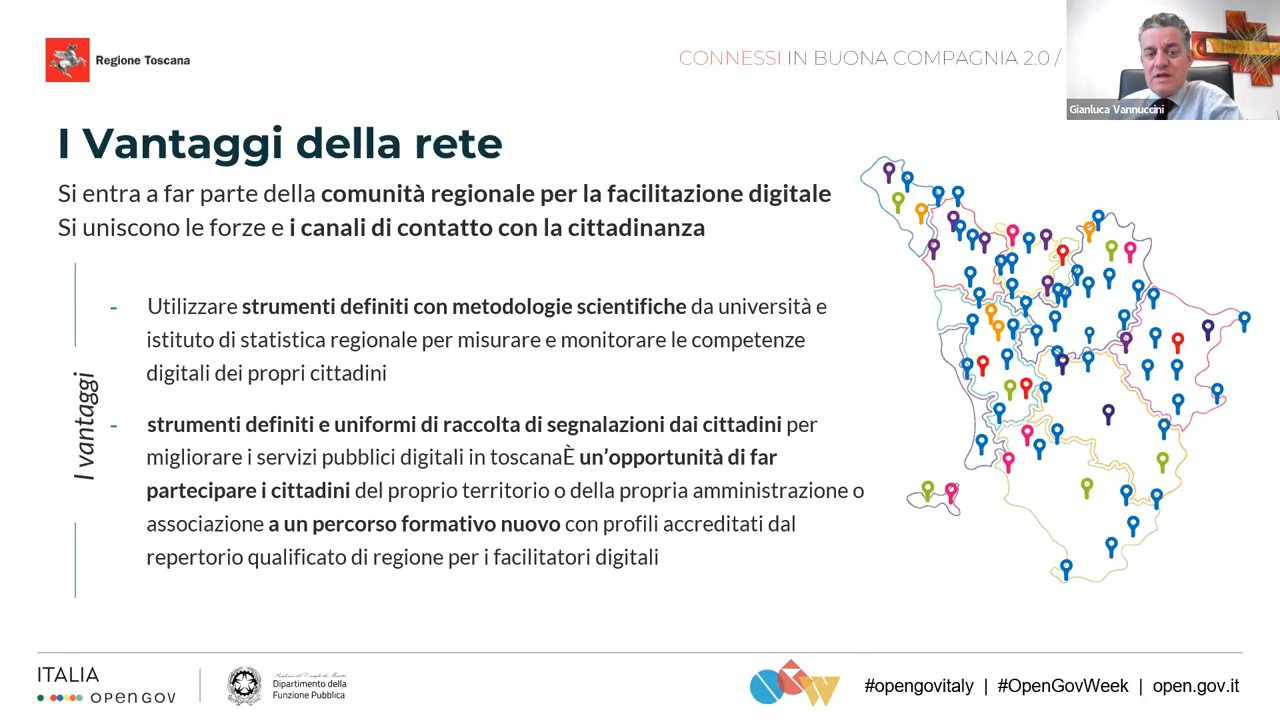 Regione Toscana
CONNESSI IN BUONA COMPAGNIA 2.0 /
Gianluca Vannuccini
I Vantaggi della rete
Si entra a far parte della comunità regionale per la facilitazione digitale
Si uniscono le forze e i canali di contatto con la cittadinanza
I vantaggi
- Utilizzare strumenti definiti con metodologie scientifiche da università e
istituto di statistica regionale per misurare e monitorare le competenze
digitali dei propri cittadini
- strumenti definiti e uniformi di raccolta di segnalazioni dai cittadini per
migliorare i servizi pubblici digitali in toscanaÈ un’opportunità di far
partecipare i cittadini del proprio territorio o della propria amministrazione o
associazione a un percorso formativo nuovo con profili accreditati dal
repertorio qualificato di regione per i facilitatori digitali
ITALIA
open gov
Dipartimento della
Funzione Pubblica
OGW
#opengovitaly | #OpenGovWeek | open.gov.it